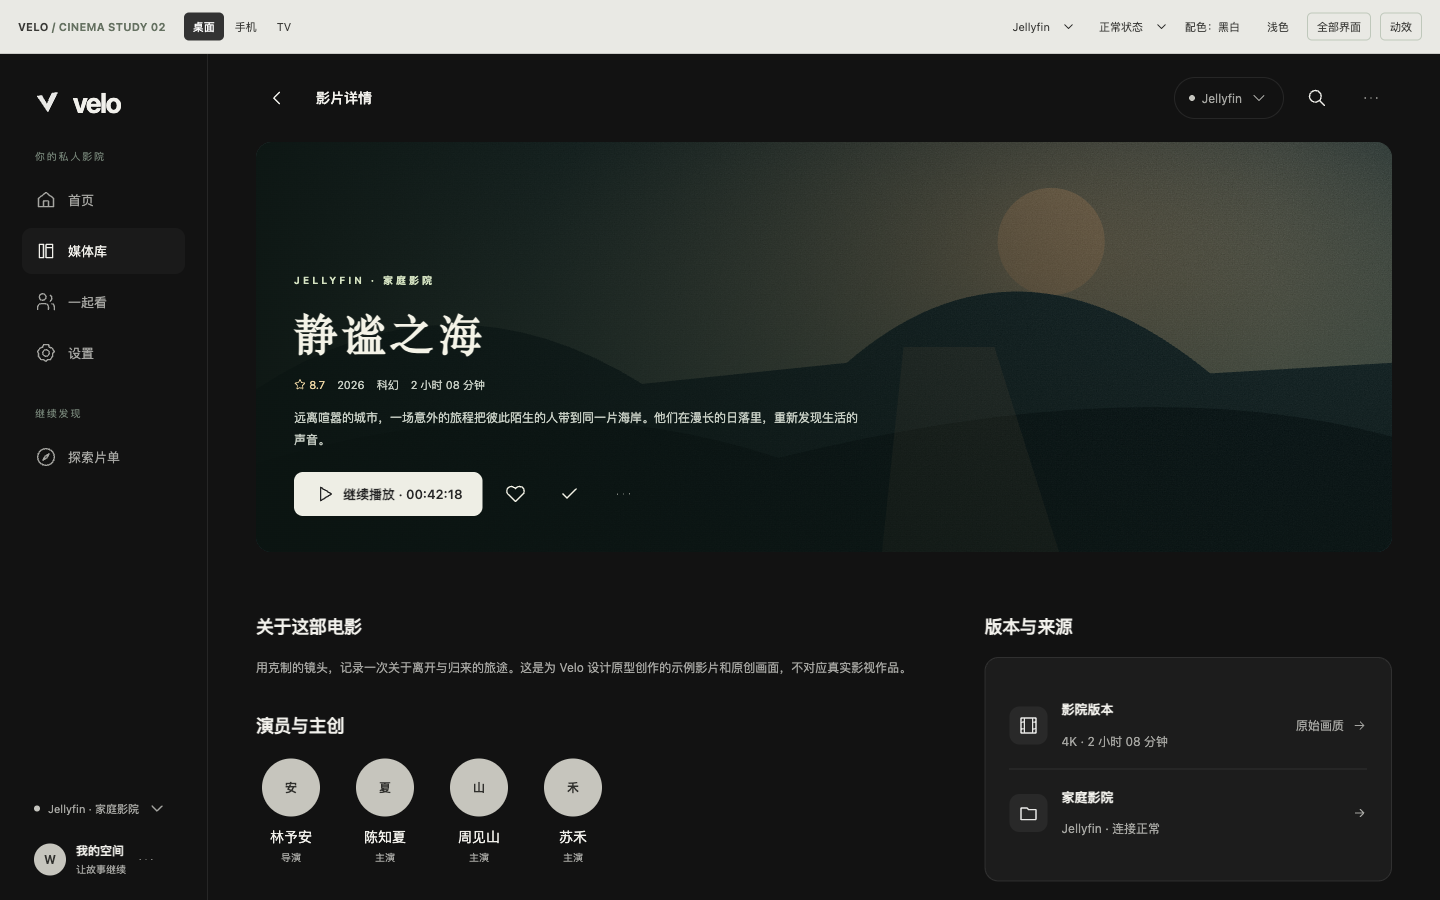 VELO / CINEMA STUDY 02
桌面
手机
TV
Jellyfin
正常状态
配色：黑白
浅色
全部界面
动效
velo
你的私人影院
首页
媒体库
一起看
设置
继续发现
探索片单
Jellyfin · 家庭影院
W
我的空间
让故事继续
影片详情
Jellyfin
JELLYFIN · 家庭影院
静谧之海
8.7 2026 科幻 2 小时 08 分钟
远离喧嚣的城市，一场意外的旅程把彼此陌生的人带到同一片海岸。他们在漫长的日落里，重新发现生活的
声音。
继续播放 · 00:42:18
关于这部电影
用克制的镜头，记录一次关于离开与归来的旅途。这是为 Velo 设计原型创作的示例影片和原创画面，不对应真实影视作品。
演员与主创
安
林予安
导演
夏
陈知夏
主演
山
周见山
主演
禾
苏禾
主演
版本与来源
影院版本
4K · 2 小时 08 分钟
原始画质
家庭影院
Jellyfin · 连接正常